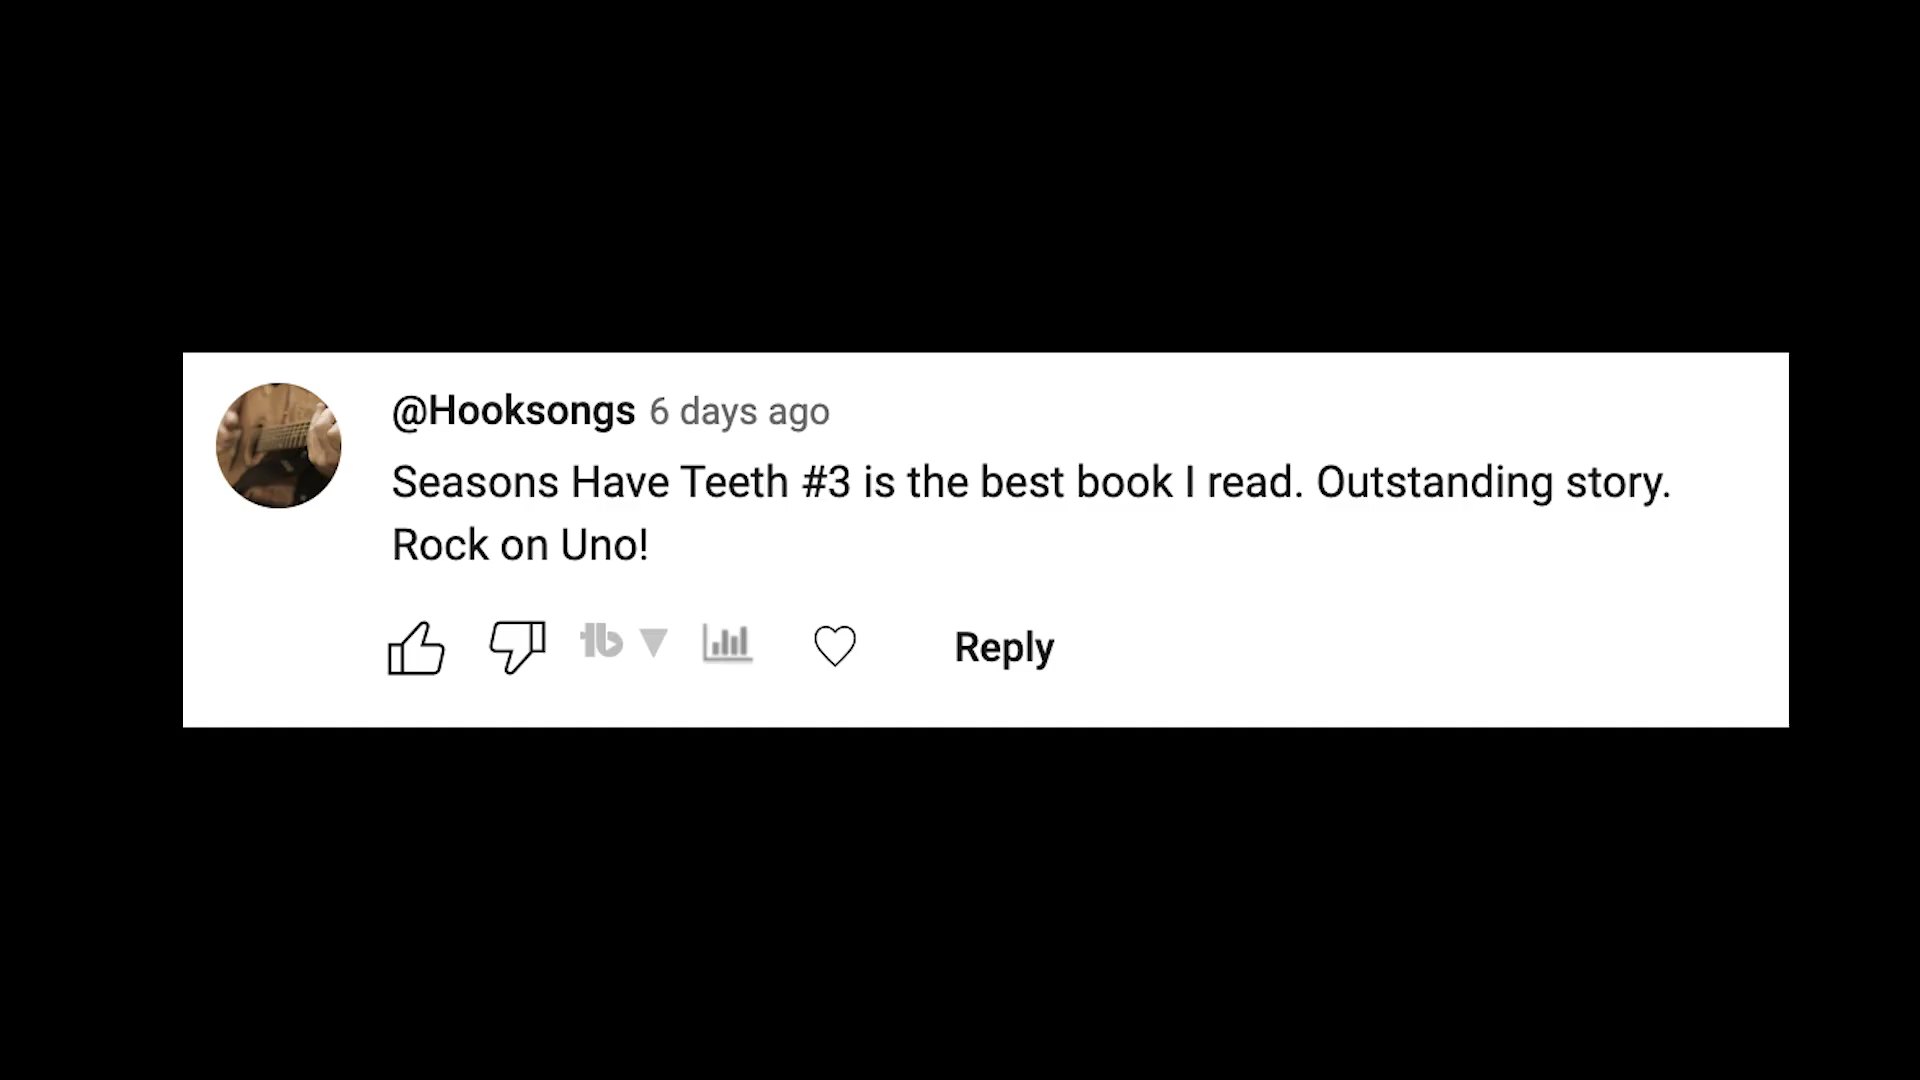 @Hooksongs 6 days ago
Seasons Have Teeth #3 is the best book I read. Outstanding story.
Rock on Uno!
tb
Reply